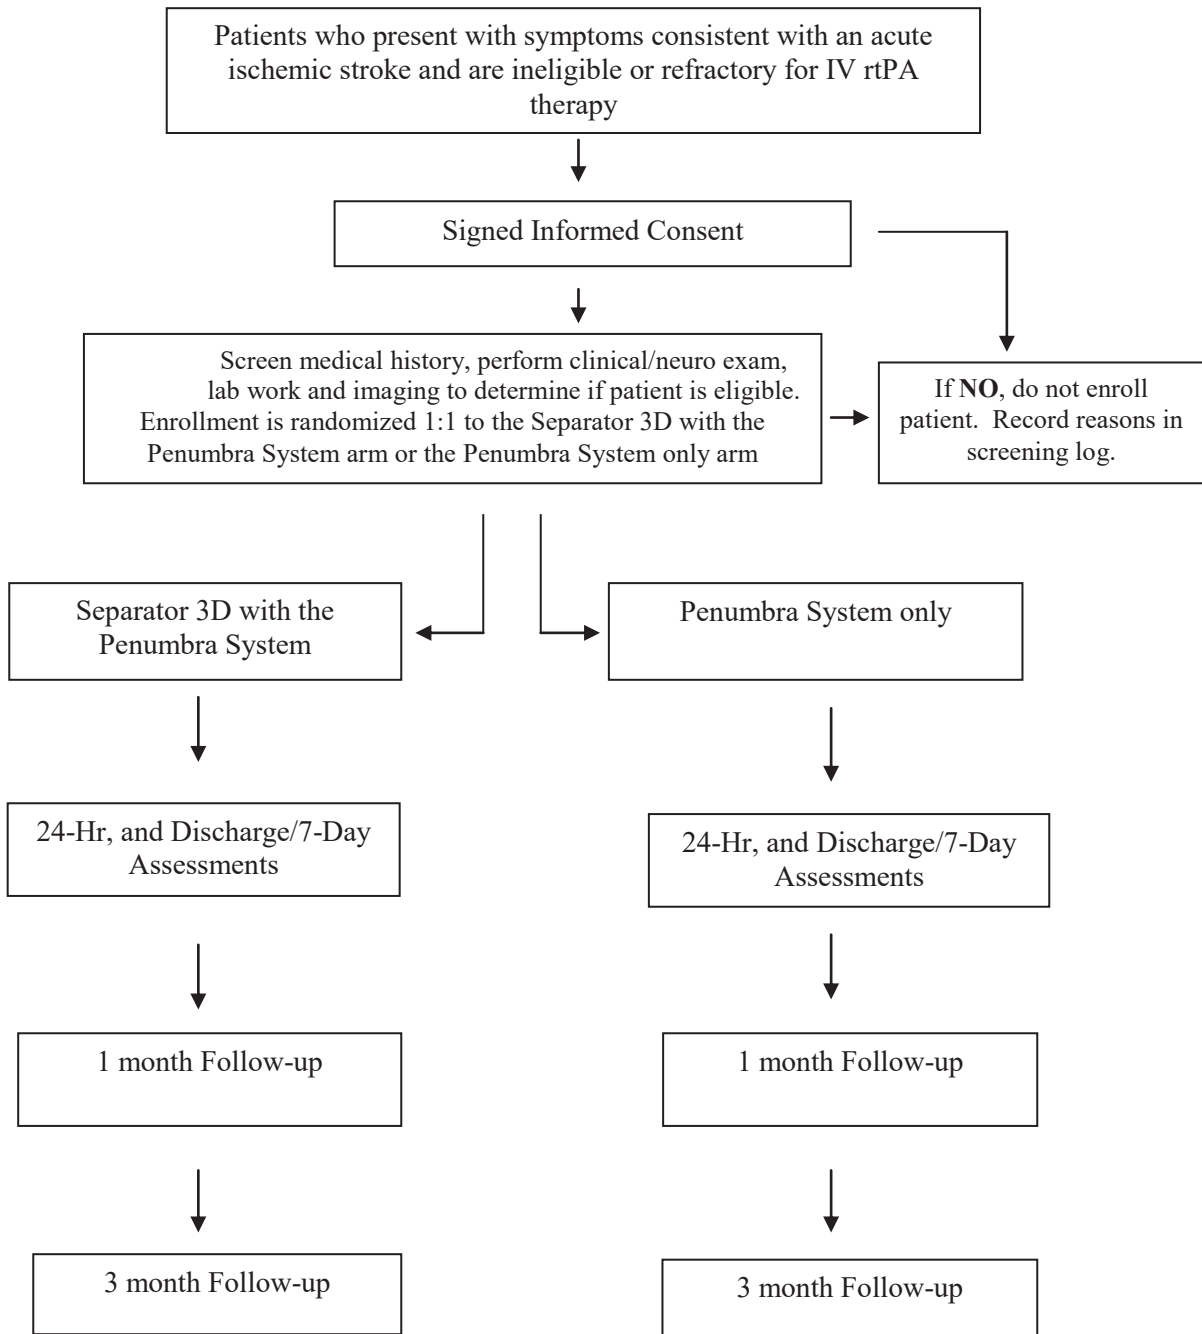 Patients who present with symptoms consistent with an acute
ischemic stroke and are ineligible or refractory for IV rtPA
therapy
Signed Informed Consent
Screen medical history, perform clinical/neuro exam,
lab work and imaging to determine if patient is eligible.
Enrollment is randomized 1:1 to the Separator 3D with the
Penumbra System arm or the Penumbra System only arm
If NO, do not enroll
patient.  Record reasons in
screening log.
Separator 3D with the
Penumbra System
Penumbra System only
24-Hr, and Discharge/7-Day
Assessments
24-Hr, and Discharge/7-Day
Assessments
1 month Follow-up
1 month Follow-up
3 month Follow-up
3 month Follow-up